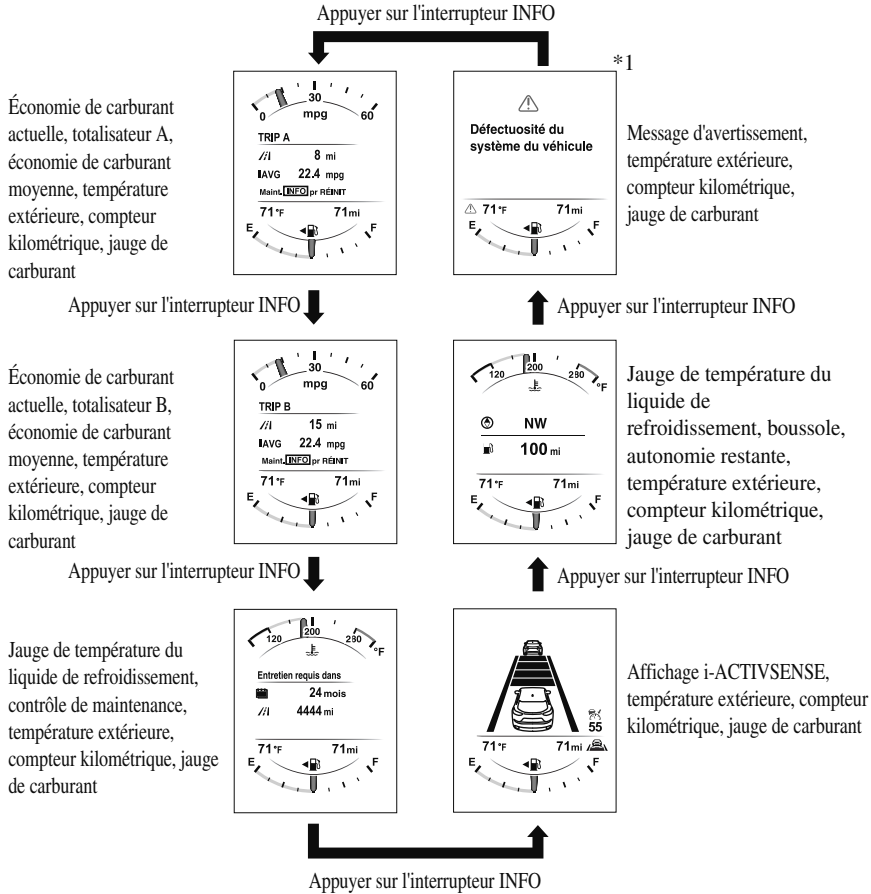 Appuyer sur l'interrupteur INFO
*1
Économie de carburant
actuelle, totalisateur A,
économie de carburant
moyenne, température
extérieure, compteur
kilométrique, jauge de
carburant
0
30
60
mpg
TRIP A
8 mi
AVG 22.4 mpg
Maint. INFO pr RÉINIT
71°F 71mi
E F
Défectuosité du
système du véhicule
71°F 71mi
E F
Message d'avertissement,
température extérieure,
compteur kilométrique,
jauge de carburant
Appuyer sur l'interrupteur INFO
Appuyer sur l'interrupteur INFO
Économie de carburant
actuelle, totalisateur B,
économie de carburant
moyenne, température
extérieure, compteur
kilométrique, jauge de
carburant
0
30
60
mpg
TRIP B
15 mi
AVG 22.4 mpg
Maint. INFO pr RÉINIT
71°F 71mi
E F
120 200 280 °F
NW
100 mi
71°F 71mi
E F
Jauge de température du
liquide de
refroidissement, boussole,
autonomie restante,
température extérieure,
compteur kilométrique,
jauge de carburant
Appuyer sur l'interrupteur INFO
Appuyer sur l'interrupteur INFO
Jauge de température du
liquide de refroidissement,
contrôle de maintenance,
température extérieure,
compteur kilométrique, jauge
de carburant
120 200 280 °F
Entretien requis dans
24 mois
4444 mi
71°F 71mi
E F
55
71°F 71mi
E F
Affichage i-ACTIVSENSE,
température extérieure, compteur
kilométrique, jauge de carburant
Appuyer sur l'interrupteur INFO